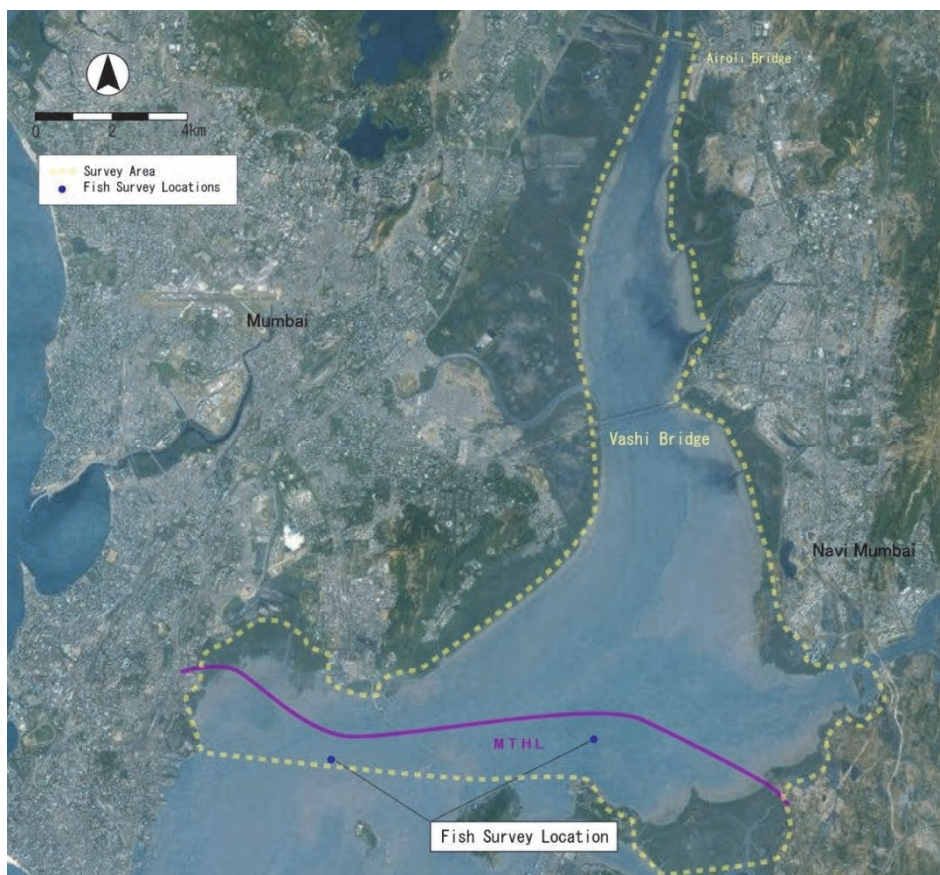 Airoli Bridge
0 2 4km
Survey Area
Fish Survey Locations
Mumbai
Vashi Bridge
Navi Mumbai
MTHL
Fish Survey Location